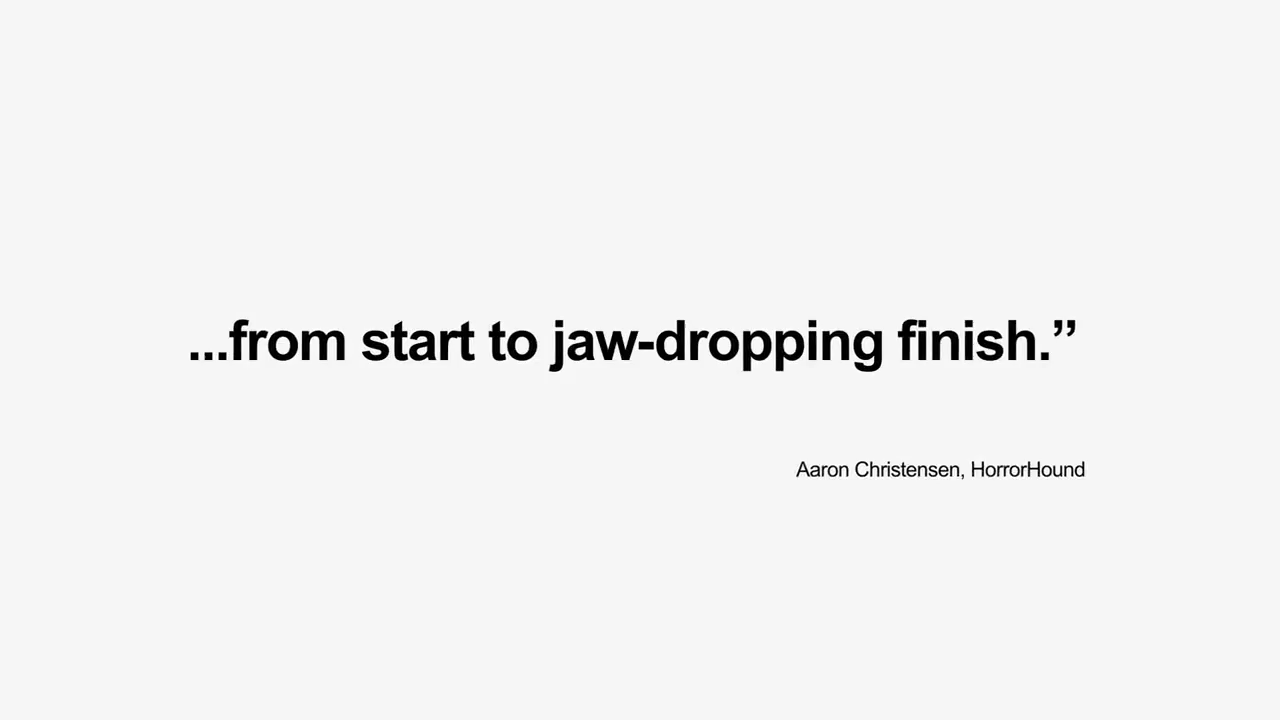 ...from start to jaw-dropping finish.”
Aaron Christensen, HorrorHound